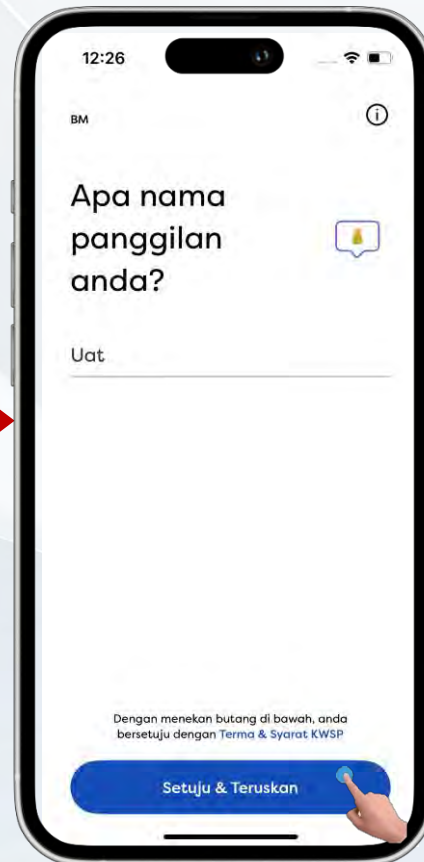 12:26
BM
Apa nama
panggilan
anda?
Uat
Dengan menekan butang di bawah, anda
bersetuju dengan Terma & Syarat KWSP
Setuju & Teruskan